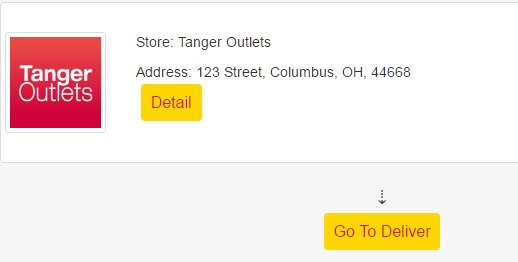 Tanger
Outlets
Store: Tanger Outlets
Address: 123 Street, Columbus, OH, 44668
Detail
Go To Deliver